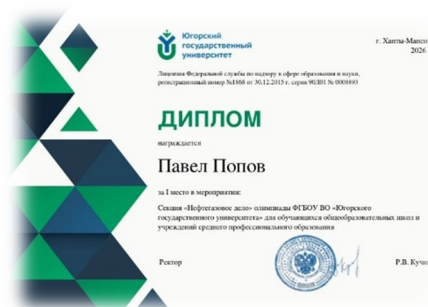 Югорский
государственный
университет
г. Ханты-Манси
2026
Лицензия Федеральной службы по надзору в сфере образования и науки,
регистрационный номер №1868 от 30.12.2015 г. серия 90Л01 № 0008893
ДИПЛОМ
награждается
Павел Попов
за I место в мероприятии:
Секция «Нефтегазовое дело» олимпиады ФГБОУ ВО «Югорского
государственного университета» для обучающихся общеобразовательных школ и
учреждений среднего профессионального образования
Ректор
Р.В. Кучи